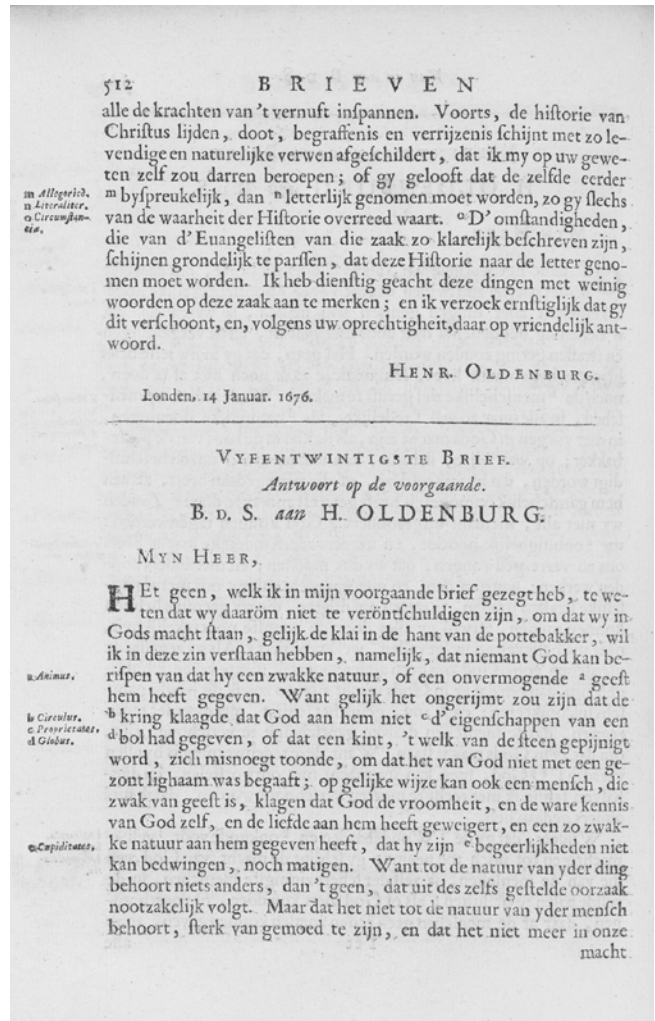 512 BRIEVEN
alle de krachten van 't vernuft inſpannen. Voorts, de hiſtorie van
Chriſtus lijden, doot, begraffenis en verrijzenis ſchijnt met zo le-
vendige en naturelijke verwen afgeſchildert, dat ik my op uw gewe-
ten zelf zou darren beroepen; of gy gelooft dat de zelfde eerder
m Allegoricè.
m byſpreukelijk, dan n letterlijk genomen moet worden, zo gy ſlechs
n Literaliter.
van de waarheit der Hiſtorie overreed waart. o D' omſtandigheden,
o Circumſtan-
tiæ.
die van d'Euangeliſten van die zaak zo klarelijk beſchreven zijn,
ſchijnen grondelijk te parſſen, dat deze Hiſtorie naar de letter geno-
men moet worden. Ik heb dienſtig geacht deze dingen met weinig
woorden op deze zaak aan te merken; en ik verzoek ernſtiglijk dat gy
dit verſchoont, en, volgens uw oprechtigheit, daar op vriendelijk ant-
woord.
HENR. OLDENBURG.
Londen, 14 Januar. 1676.
VYFENTWINTIGSTE BRIEF.
Antwoort op de voorgaande.
B. D. S. aan H. OLDENBURG.
MYN HEER,
HEt geen, welk ik in mijn voorgaande brief gezegt heb, te we-
ten dat wy daaröm niet te veröntſchuldigen zijn, om dat wy in
Gods macht ſtaan, gelijk de klai in de hant van de pottebakker, wil
ik in deze zin verſtaan hebben, namelijk, dat niemant God kan be-
a Animus.
riſpen van dat hy een zwakke natuur, of een onvermogende a geeſt
hem heeft gegeven. Want gelijk het ongerijmt zou zijn dat de
b Circulus.
b kring klaagde dat God aan hem niet c d'eigenſchappen van een
c Proprietates.
d Globus.
d bol had gegeven, of dat een kint, 't welk van de ſteen gepijnigt
word, zich misnoegt toonde, om dat het van God niet met een ge-
zont lighaam was begaaft; op gelijke wijze kan ook een menſch, die
zwak van geeſt is, klagen dat God de vroomheit, en de ware kennis
van God zelf, en de liefde aan hem heeft geweigert, en een zo zwak-
e Cupiditates.
ke natuur aan hem gegeven heeft, dat hy zijn e begeerlijkheden niet
kan bedwingen, noch matigen. Want tot de natuur van yder ding
behoort niets anders, dan 't geen, dat uit des zelfs geſtelde oorzaak
nootzakelijk volgt. Maar dat het niet tot de natuur van yder menſch
behoort, ſterk van gemoed te zijn, en dat het niet meer in onze
macht